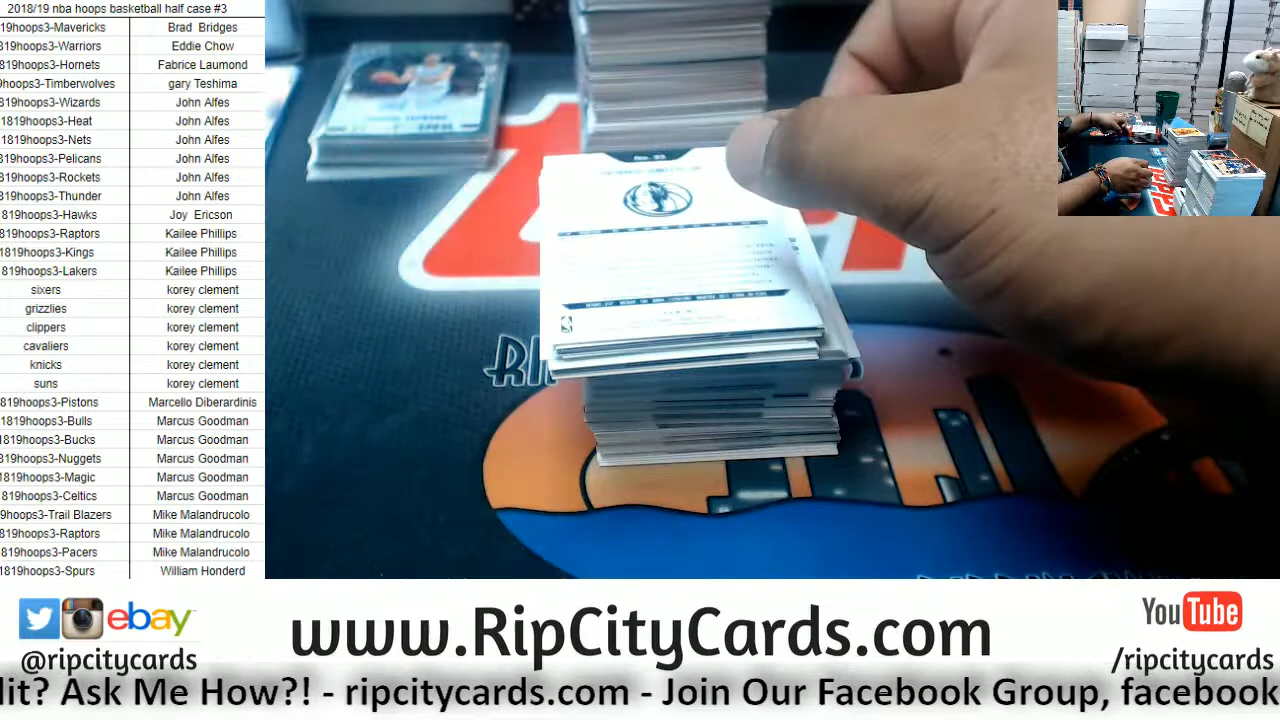 2018/19 nba hoops basketball half case #3
19hoops3-Mavericks Brad Bridges
819hoops3-Warriors Eddie Chow
819hoops3-Hornets Fabrice Laumond
9hoops3-Timberwolves gary Teshima
819hoops3-Wizards John Alfes
1819hoops3-Heat John Alfes
1819hoops3-Nets John Alfes
819hoops3-Pelicans John Alfes
819hoops3-Rockets John Alfes
819hoops3-Thunder John Alfes
819hoops3-Hawks Joy Ericson
819hoops3-Raptors Kailee Phillips
1819hoops3-Kings Kailee Phillips
819hoops3-Lakers Kailee Phillips
sixers korey clement
grizzlies korey clement
clippers korey clement
cavaliers korey clement
knicks korey clement
suns korey clement
819hoops3-Pistons Marcello Diberardinis
1819hoops3-Bulls Marcus Goodman
1819hoops3-Bucks Marcus Goodman
819hoops3-Nuggets Marcus Goodman
1819hoops3-Magic Marcus Goodman
819hoops3-Celtics Marcus Goodman
9hoops3-Trail Blazers Mike Malandrucolo
819hoops3-Raptors Mike Malandrucolo
819hoops3-Pacers Mike Malandrucolo
1819hoops3-Spurs William Honderd
ebay
@ripcitycards
www.RipCityCards.com
YouTube
/ripcitycards
dit? Ask Me How?! - ripcitycards.com - Join Our Facebook Group, facebook